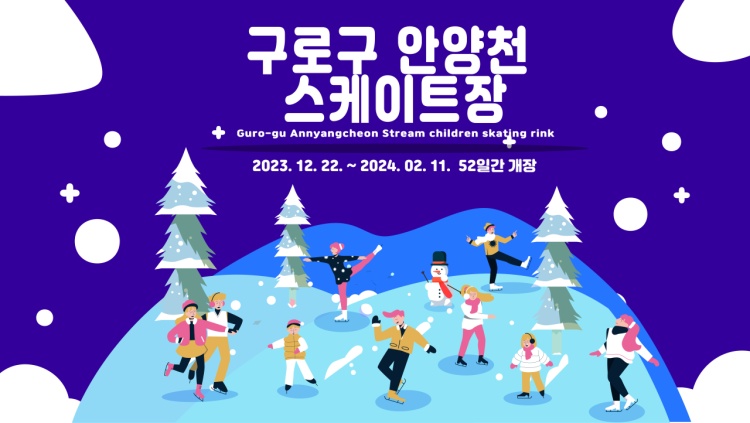 구로구 안양천
스케이트장
Guro-gu Annyangcheon Stream children skating rink
2023. 12. 22. ~ 2024. 02. 11. 52일간 개장